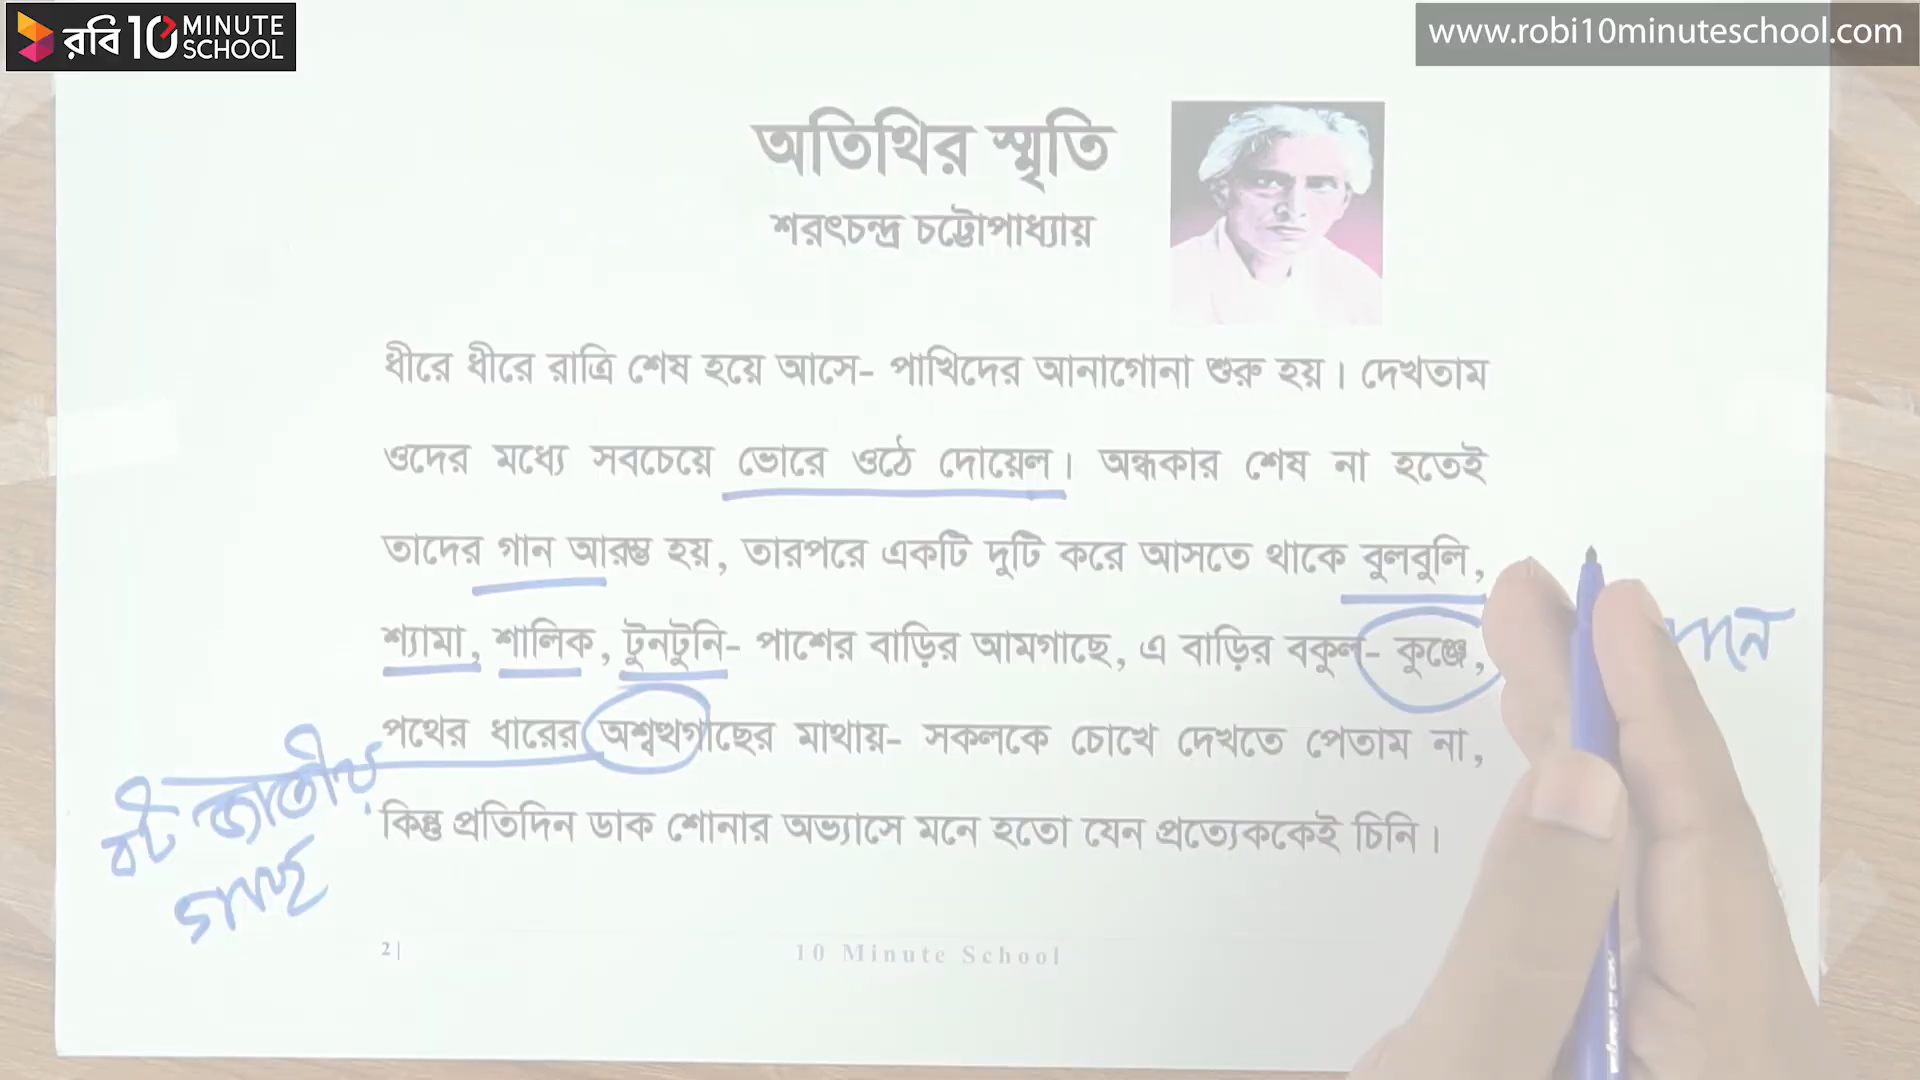 রবি 10 MINUTE SCHOOL
www.robi10minuteschool.com
অতিথির স্মৃতি
শরৎচন্দ্র চট্টোপাধ্যায়
ধীরে ধীরে রাত্রি শেষ হয়ে আসে- পাখিদের আনাগোনা শুরু হয়। দেখতাম
ওদের মধ্যে সবচেয়ে ভোরে ওঠে দোয়েল। অন্ধকার শেষ না হতেই
তাদের গান আরম্ভ হয়, তারপরে একটি দুটি করে আসতে থাকে বুলবুলি,
শ্যামা, শালিক, টুনটুনি- পাশের বাড়ির আমগাছে, এ বাড়ির বকুল- কুঞ্জে,
পথের ধারের অশ্বত্থগাছের মাথায়- সকলকে চোখে দেখতে পেতাম না,
কিন্তু প্রতিদিন ডাক শোনার অভ্যাসে মনে হতো যেন প্রত্যেককেই চিনি।
বট জাতীয়
গাছ
2|
10 Minute School